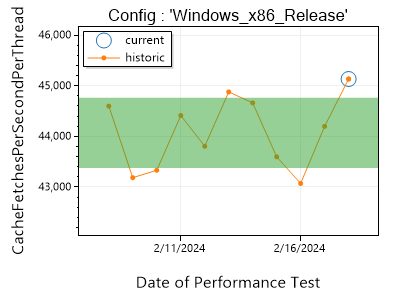 Config : 'Windows_x86_Release'
current
historic
CacheFetchesPerSecondPerThread
46,000
45,000
44,000
43,000
2/11/2024
2/16/2024
Date of Performance Test